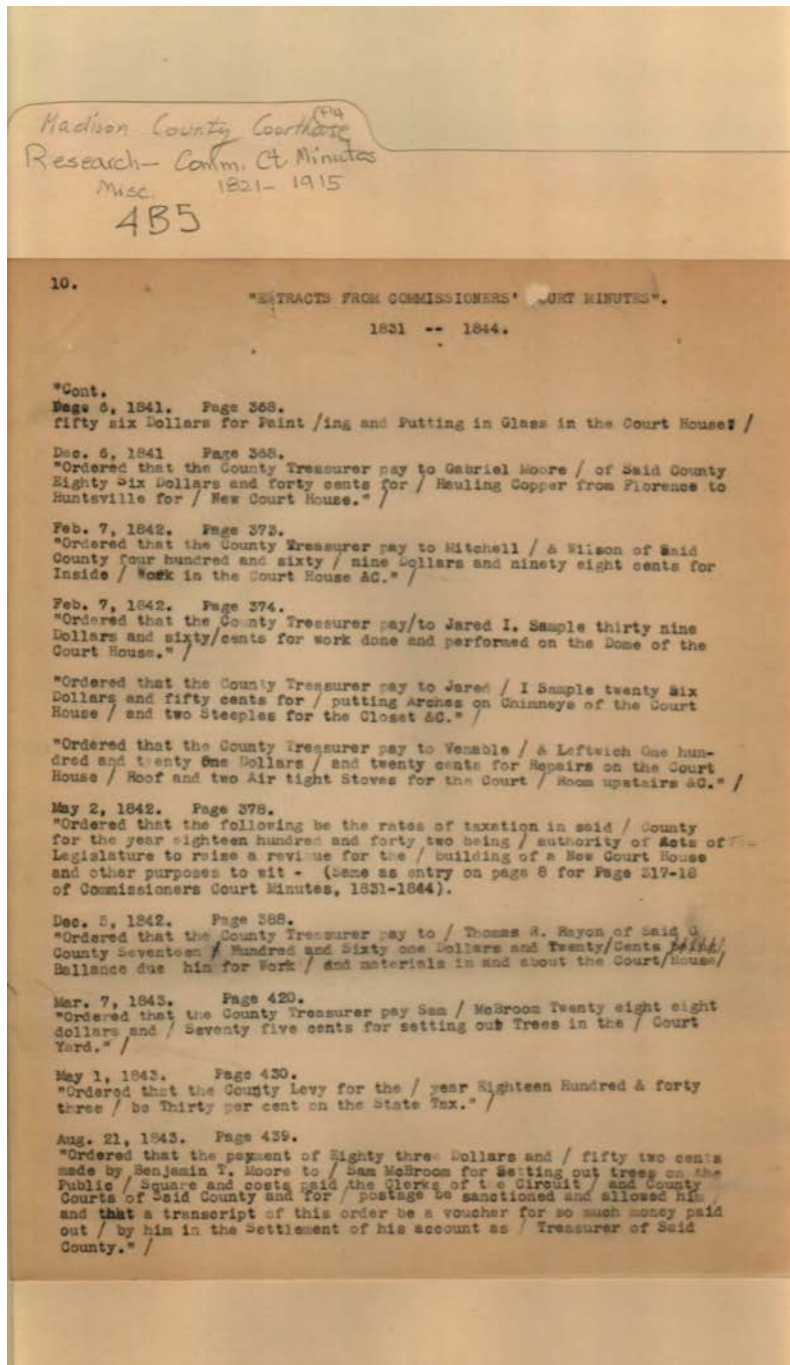 Madison County Courthouse
Research- Comm. Ct. Minutes
Misc. 1821- 1915
4B5
10.
"EXTRACTS FROM COMMISSIONERS' COURT MINUTES".
1831 -- 1844.
"Cont.
6, 1841. Page 368.
fifty six Dollars for Paint /ing and Putting in Glass in the Court House" /
Dec. 6, 1841 Page 368.
"Ordered that the County Treasurer pay to Gabriel Moore / of Said County
Eighty Six Dollars and forty cents for / Hauling Copper from Florence to
Huntsville for / New Court House." /
Feb. 7, 1842. Page 373.
"Ordered that the County Treasurer pay to Mitchell / & Wilson of Said
County four hundred and sixty / nine Dollars and ninety eight cents for
Inside / Work in the Court House &C." /
Feb. 7, 1842. Page 374.
"Ordered that the County Treasurer pay/to Jared I. Sample thirty nine
Dollars and sixty/cents for work done and performed on the Dome of the
Court House." /
"Ordered that the County Treasurer pay to Jared / I Sample twenty Six
Dollars and fifty cents for / putting Arches on Chimneys of the Court
House / and two Steeples for the Closet &C." /
"Ordered that the County Treasurer pay to Venable / & Leftwich One hun-
dred and twenty One Dollars / and twenty cents for Repairs on the Court
House / Roof and two Air tight Stoves for the Court / Room upstairs &C." /
May 2, 1842. Page 378.
"Ordered that the following be the rates of taxation in said / County
for the year eighteen hundred and forty two being / authority of Acts of
Legislature to raise a revinue for the / building of a New Court House
and other purposes to wit - (Same as entry on page 8 for Page 317-18
of Commissioners Court Minutes, 1831-1844).
Dec. 5, 1842. Page 388.
"Ordered that the County Treasurer pay to / Thomas R. Rayon of Said
County Seventeen / Hundred and Sixty one Dollars and Twenty/Cents
Ballance due him for Work / and materials in and about the Court/House/
Mar. 7, 1843. Page 420.
"Ordered that the County Treasurer pay Sam / McBroom Twenty eight eight
dollars and / Seventy five cents for setting out Trees in the / Court
Yard." /
May 1, 1843. Page 430.
"Ordered that the County Levy for the / year Eighteen Hundred & forty
three / be Thirty per cent on the State Tax." /
Aug. 21, 1843. Page 439.
"Ordered that the payment of Eighty three Dollars and / fifty two cents
made by Benjamin T. Moore to / Sam McBroom for Setting out trees on the
Public / Square and costs paid the Clerks of the Circuit / and County
Courts of Said County and for / postage be sanctioned and allowed him /
and that a transcript of this order be a voucher for so much money paid
out / by him in the Settlement of his account as / Treasurer of Said
County." /